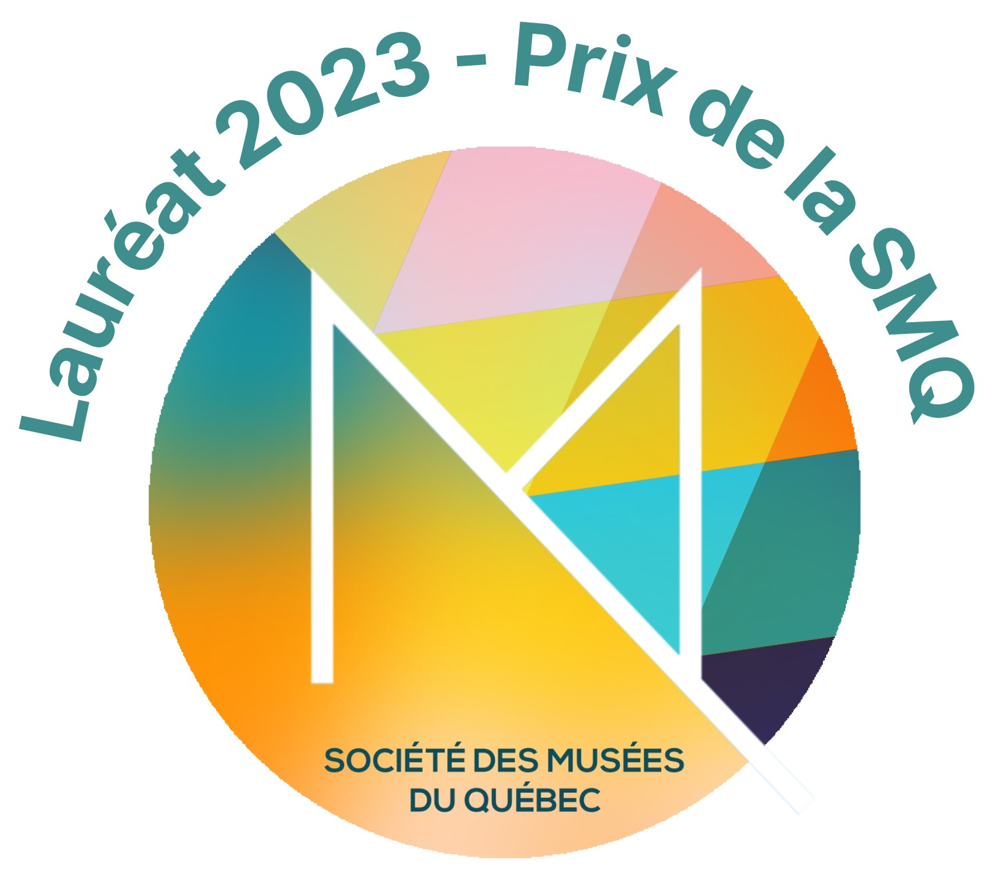 Lauréat 2023 - Prix de la SMQ
SOCIÉTÉ DES MUSÉES
DU QUÉBEC